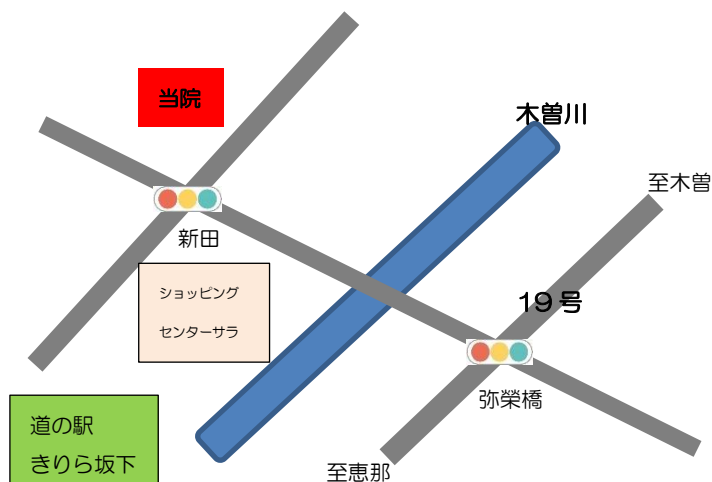 当院
木曽川
至木曽
新田
ショッピング
センターサラ
19号
弥榮橋
道の駅
きりら坂下
至恵那